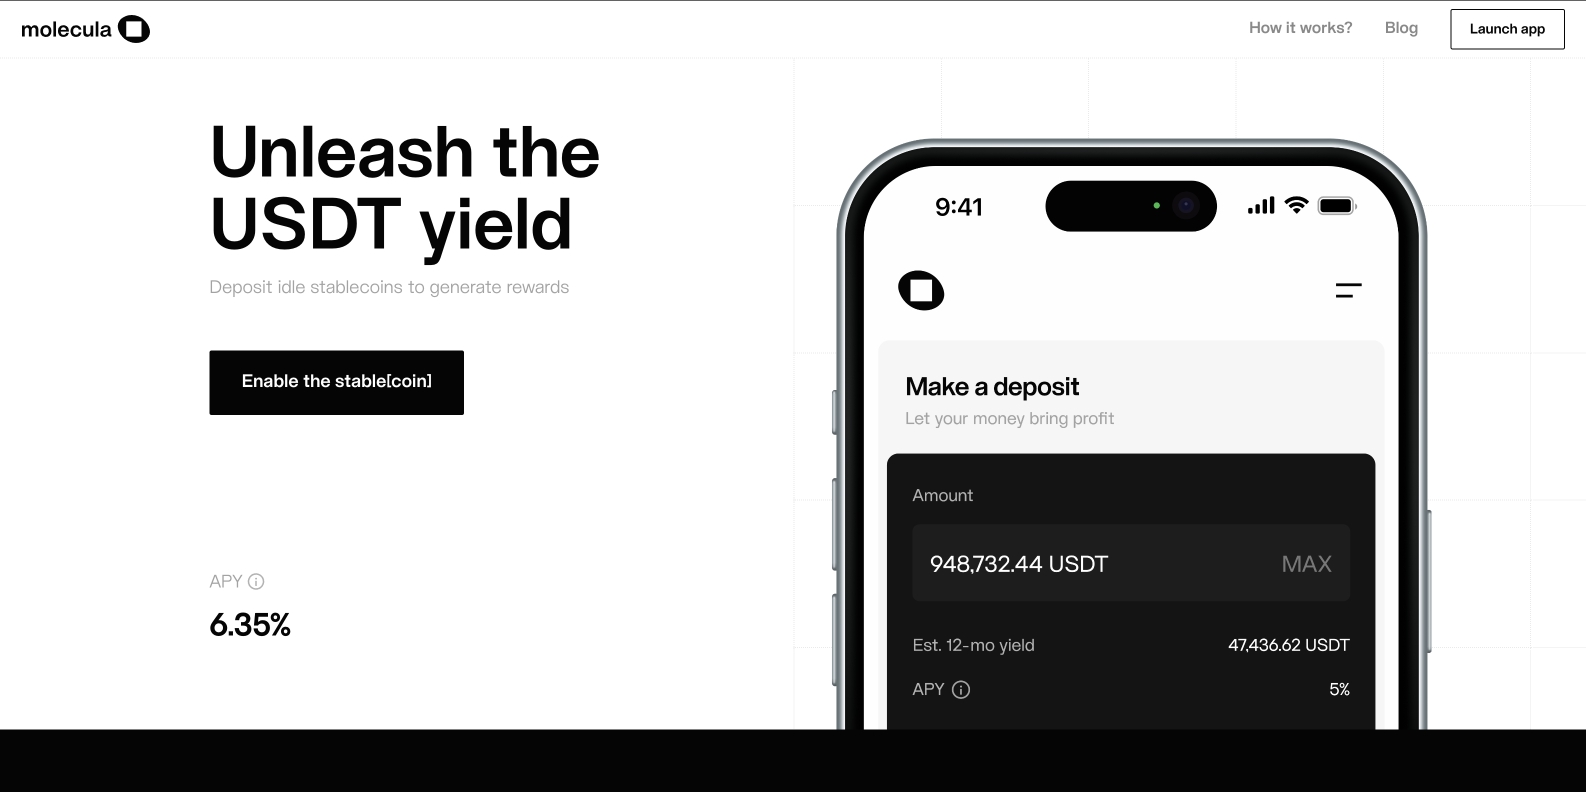 molecula
How it works?
Blog
Launch app
Unleash the
USDT yield
Deposit idle stablecoins to generate rewards
Enable the stable[coin]
APY
6.35%
9:41
Make a deposit
Let your money bring profit
Amount
948,732.44 USDT MAX
Est. 12-mo yield 47,436.62 USDT
APY 5%